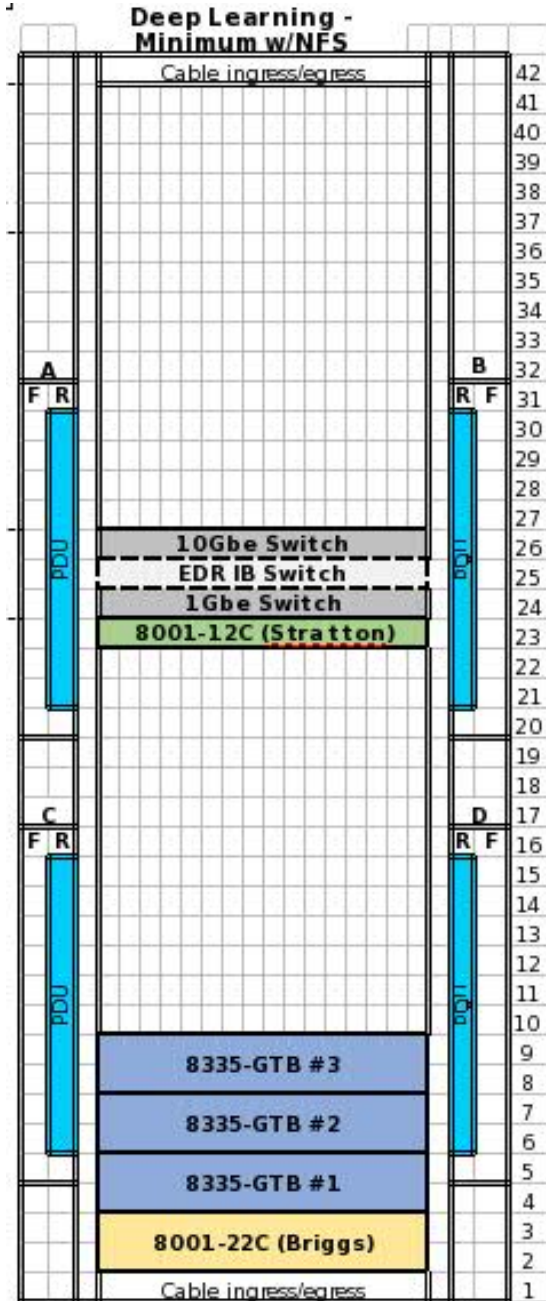 Deep Learning -
Minimum w/NFS
Cable ingress/egress 42
41
40
39
38
37
36
35
34
33
A B 32
F R R F 31
30
29
28
27
10Gbe Switch 26
EDR IB Switch 25
1Gbe Switch 24
8001-12C (Stratton) 23
PDU PDU
22
21
20
19
18
C D 17
F R R F 16
15
14
13
12
PDU PDU 11
10
8335-GTB #3 9
8
8335-GTB #2 7
6
8335-GTB #1 5
4
8001-22C (Briggs) 3
2
Cable ingress/egress 1